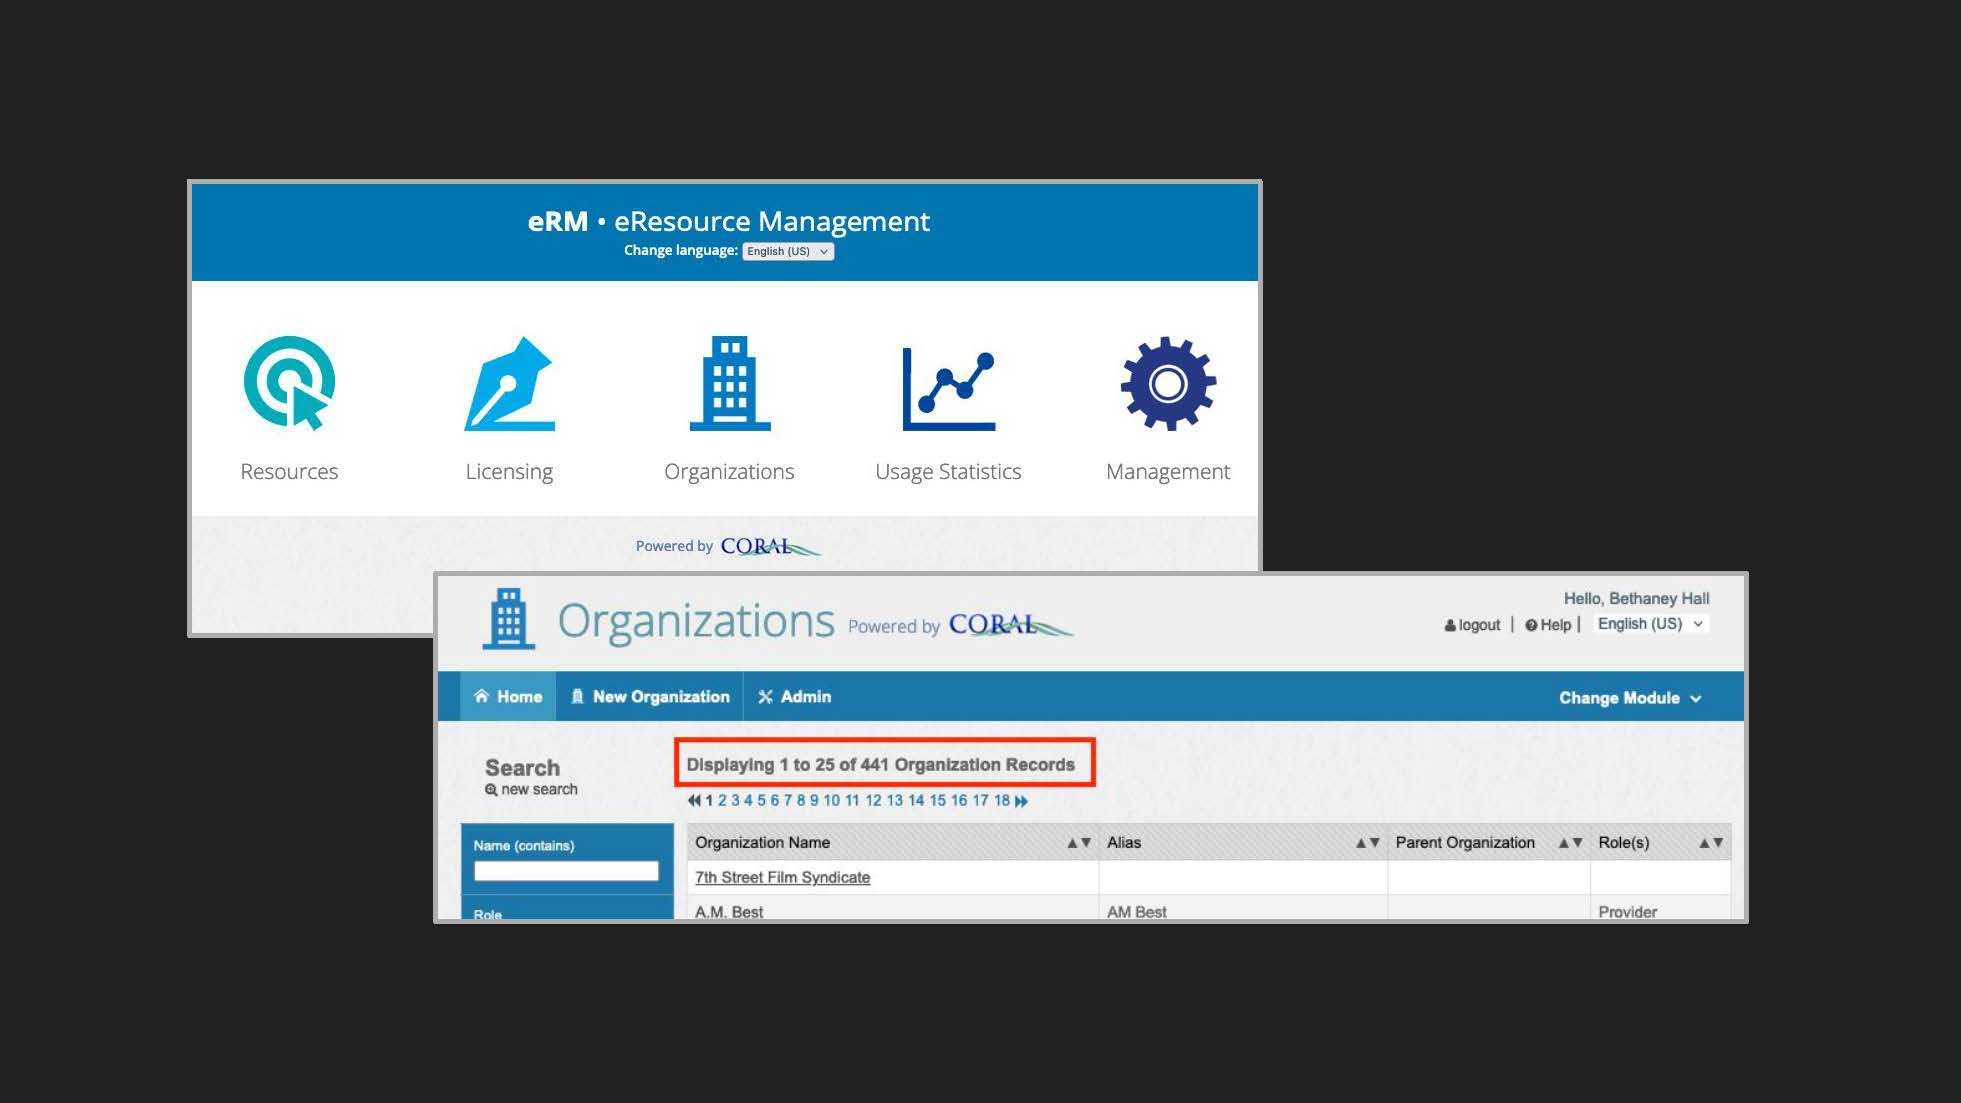 eRM • eResource Management
Change language: English (US)
Resources
Licensing
Organizations
Usage Statistics
Management
Powered by CORAL
Organizations Powered by CORAL
Hello, Bethaney Hall
logout | Help | English (US)
Home
New Organization
Admin
Change Module
Search
new search
Displaying 1 to 25 of 441 Organization Records
1 2 3 4 5 6 7 8 9 10 11 12 13 14 15 16 17 18
Name (contains)
Role
Organization Name
Alias
Parent Organization
Role(s)
7th Street Film Syndicate
A.M. Best
AM Best
Provider